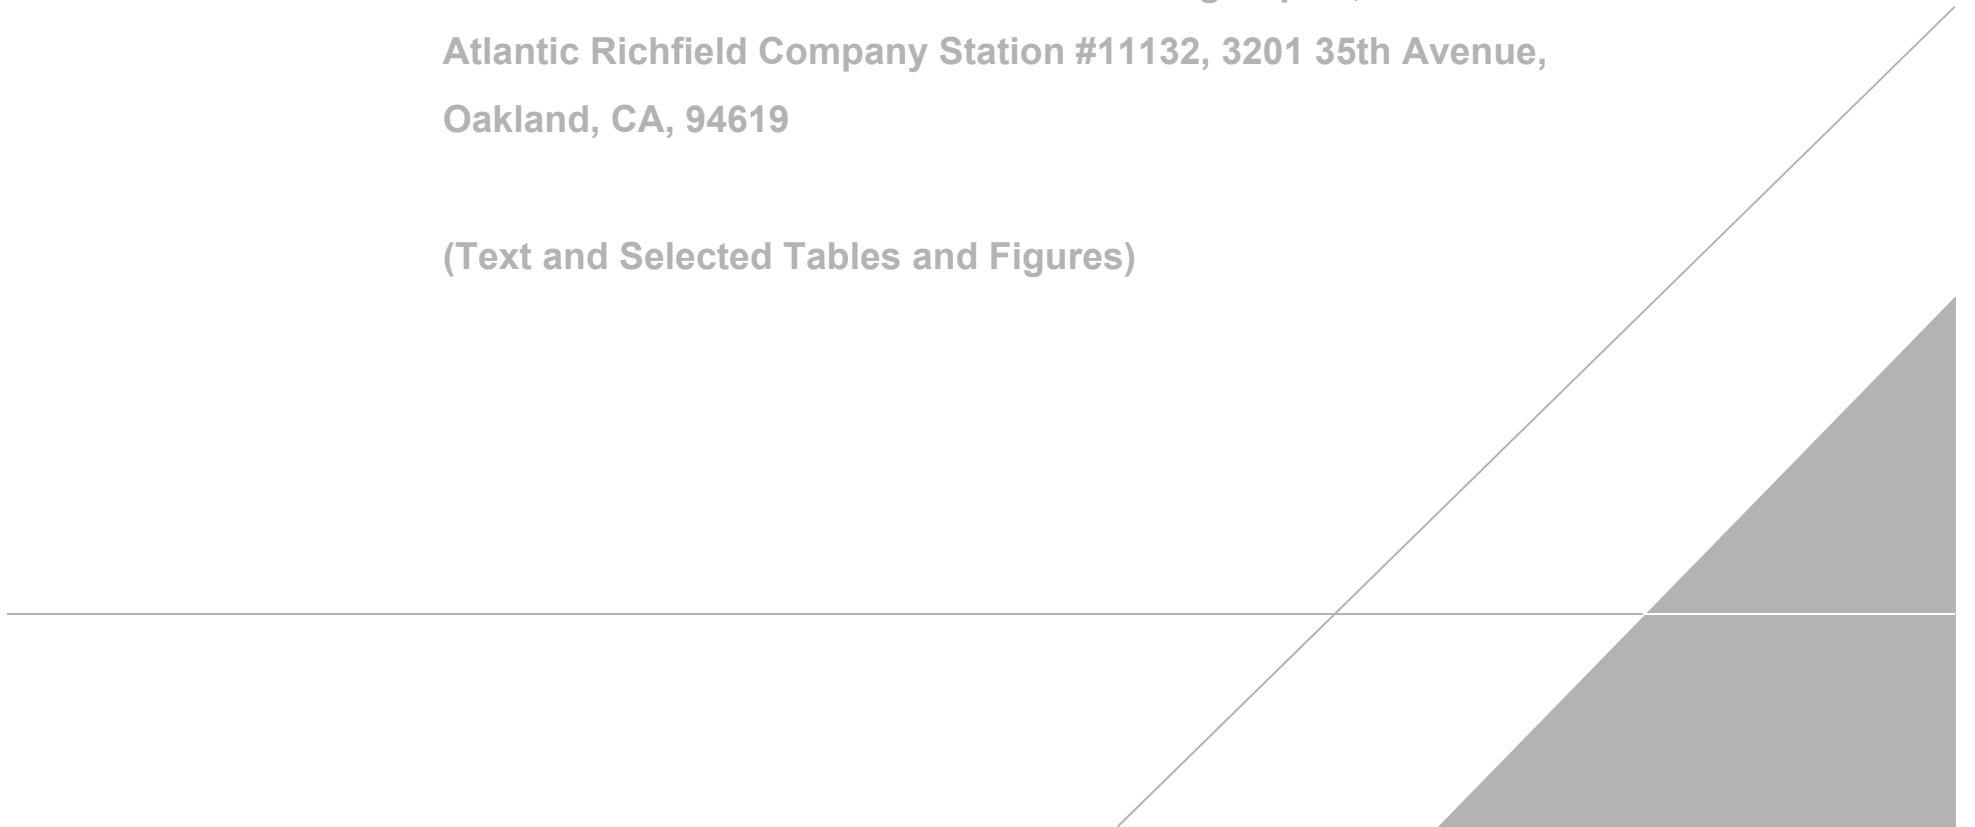 Atlantic Richfield Company Station #11132, 3201 35th Avenue,
Oakland, CA, 94619
(Text and Selected Tables and Figures)